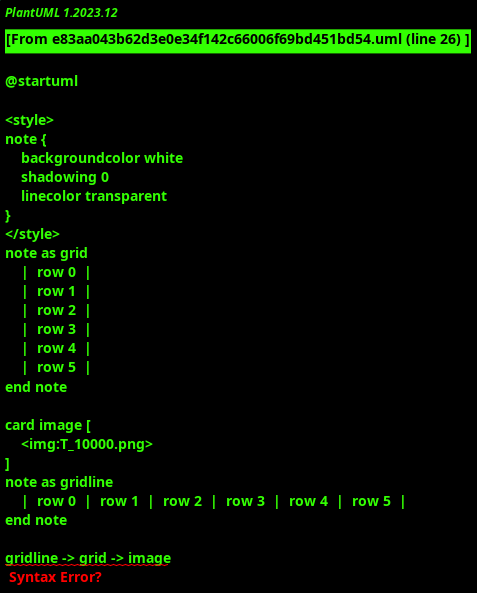 PlantUML 1.2023.12
[From e83aa043b62d3e0e34f142c66006f69bd451bd54.uml (line 26) ]
@startuml
<style>
note {
    backgroundcolor white
    shadowing 0
    linecolor transparent
}
</style>
note as grid
    |  row 0  |
    |  row 1  |
    |  row 2  |
    |  row 3  |
    |  row 4  |
    |  row 5  |
end note
card image [
    <img:T_10000.png>
]
note as gridline
    |  row 0  |  row 1  |  row 2  |  row 3  |  row 4  |  row 5  |
end note
gridline -> grid -> image
Syntax Error?